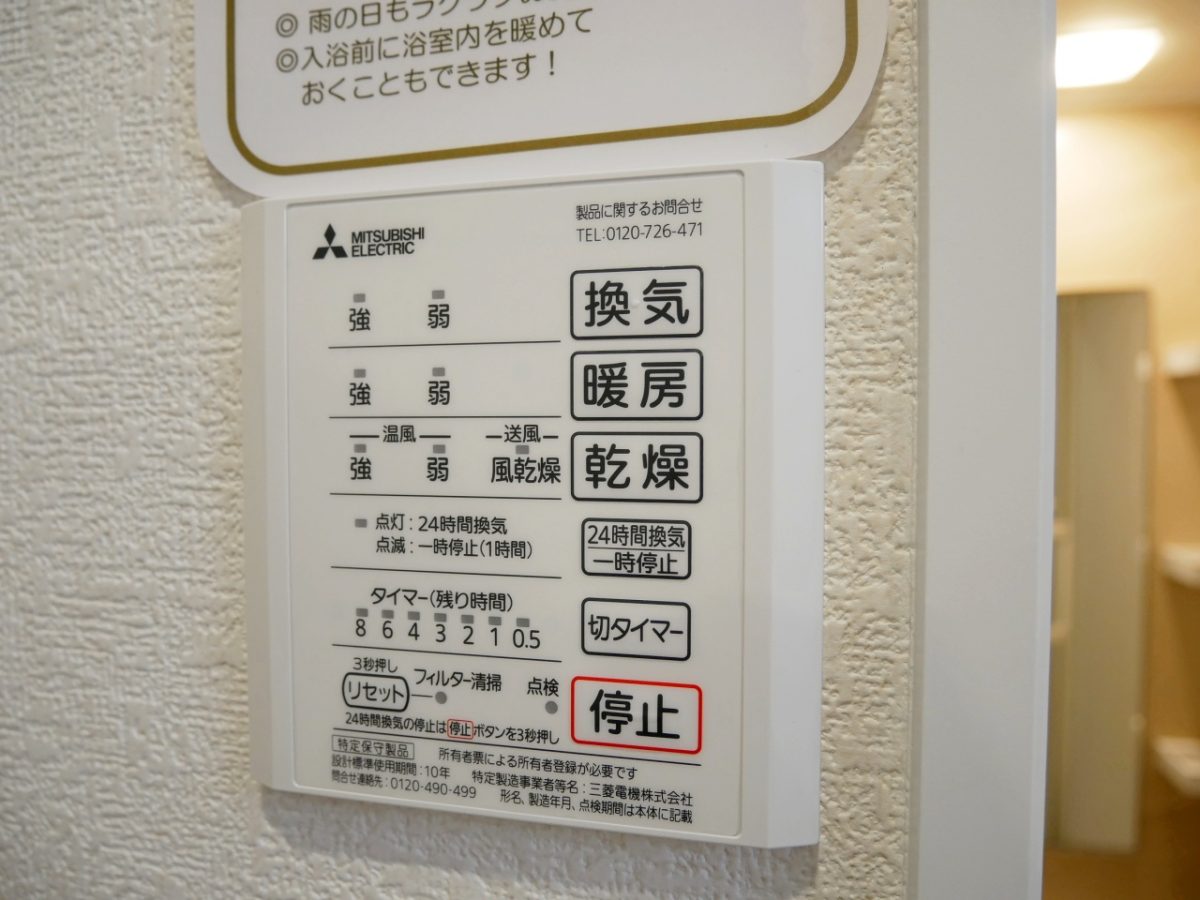 ◎ 雨の日もラクラク
◎入浴前に浴室内を暖めて
おくこともできます！
MITSUBISHI
ELECTRIC
製品に関するお問合せ
TEL:0120-726-471
強 弱 換気
強 弱 暖房
温風 送風
強 弱 風乾燥 乾燥
点灯：24時間換気
点滅：一時停止(1時間)
24時間換気
一時停止
タイマー(残り時間)
8 6 4 3 2 1 0.5
切タイマー
3秒押し
リセット フィルター清掃 点検
停止
24時間換気の停止は停止ボタンを3秒押し
特定保守製品 所有者票による所有者登録が必要です
設計標準使用期間：10年 特定製造事業者等名：三菱電機株式会社
問合せ連絡先：0120-490-499 形名、製造年月、点検期間は本体に記載